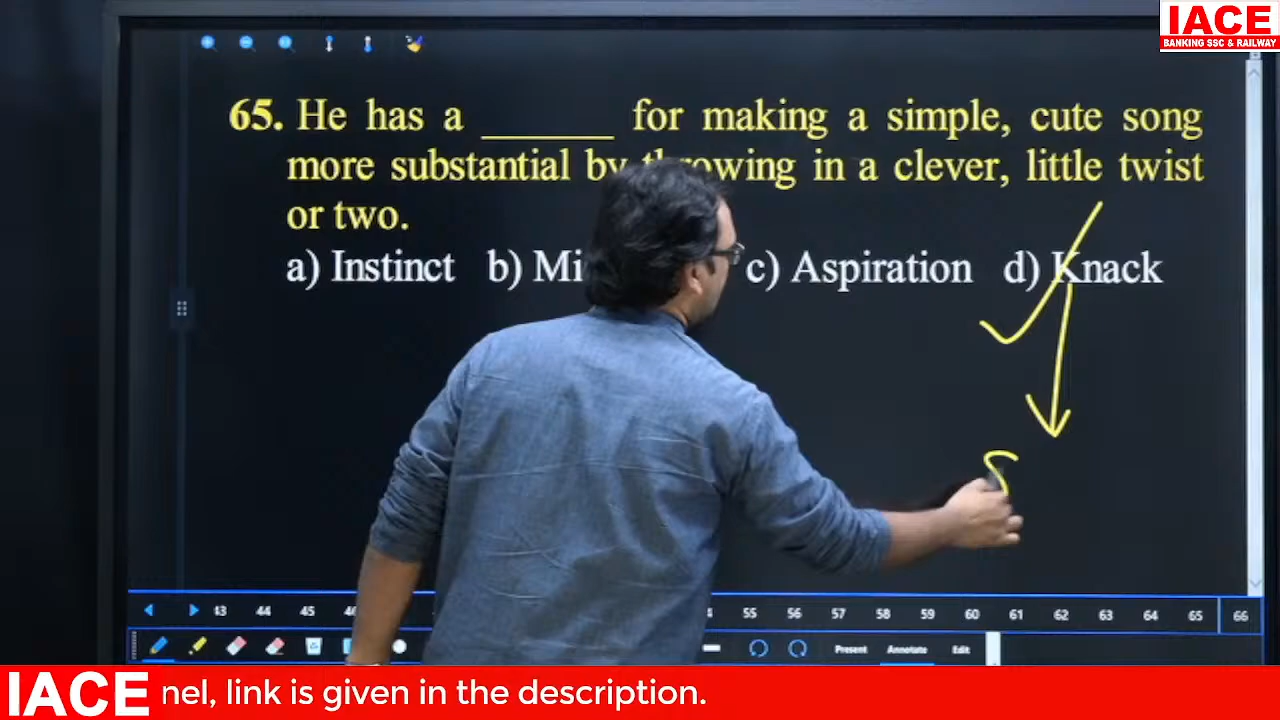 IACE
BANKING SSC & RAILWAY
65. He has a ______ for making a simple, cute song
more substantial by throwing in a clever, little twist
or two.
a) Instinct b) Mi c) Aspiration d) Knack
43 44 45 55 56 57 58 59 60 61 62 63 64 65 66
Present Annotate Edit
IACE nel, link is given in the description.